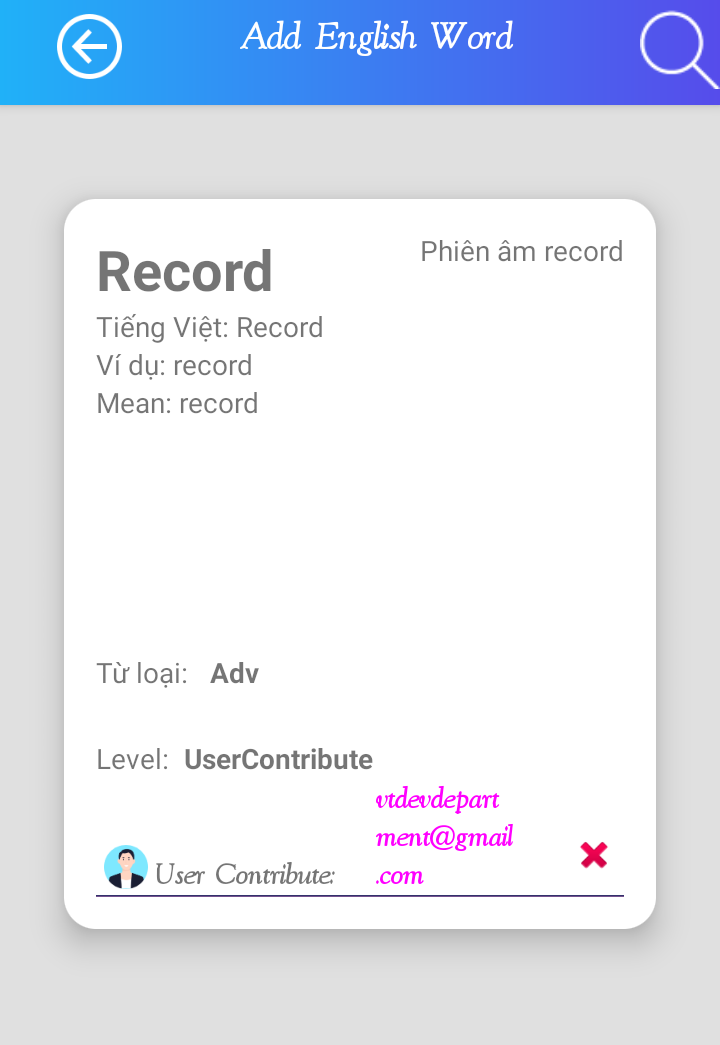 Add English Word
Record
Phiên âm record
Tiếng Việt: Record
Ví dụ: record
Mean: record
Từ loại: Adv
Level: UserContribute
User Contribute:
vtdevdepart
ment@gmail
.com